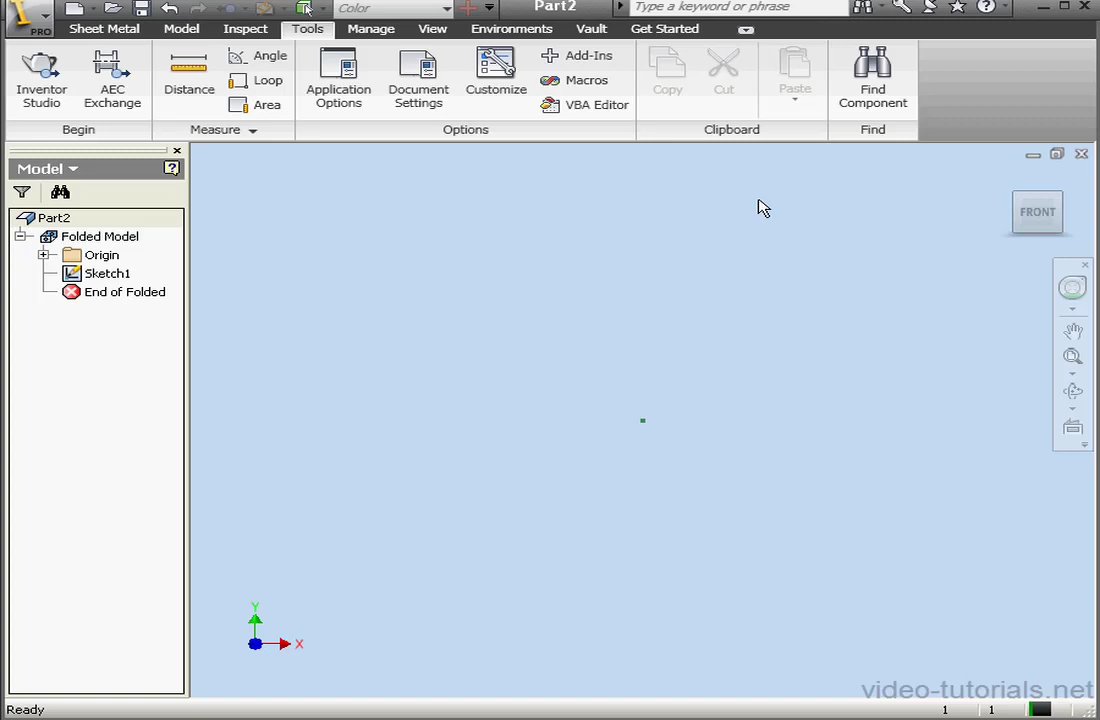 Color
Part2
Type a keyword or phrase
PRO
Sheet Metal
Model
Inspect
Tools
Manage
View
Environments
Vault
Get Started
Inventor
Studio
AEC
Exchange
Begin
Distance
Angle
Loop
Area
Measure
Application
Options
Document
Settings
Customize
Add-Ins
Macros
VBA Editor
Options
Copy
Cut
Paste
Clipboard
Find
Component
Find
Model
Part2
Folded Model
Origin
Sketch1
End of Folded
FRONT
Y
X
video-tutorials.net
Ready
1
1